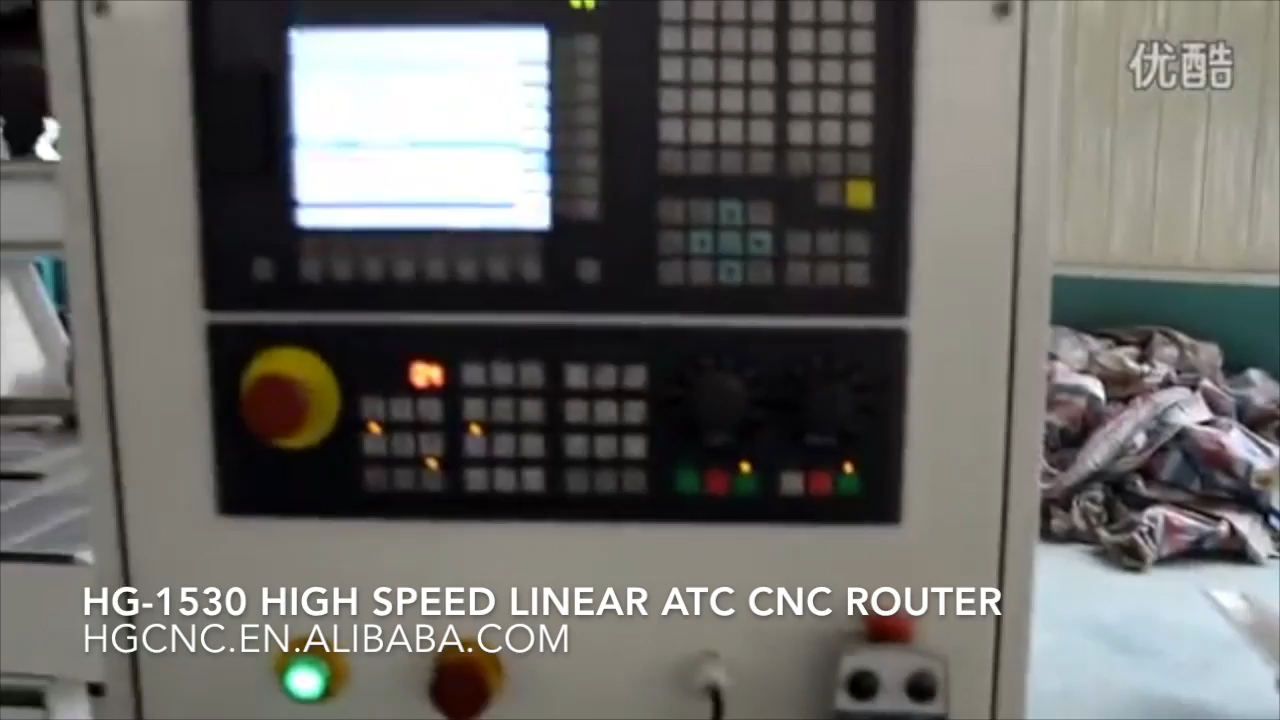 优酷
HG-1530 HIGH SPEED LINEAR ATC CNC ROUTER
HGCNC.EN.ALIBABA.COM